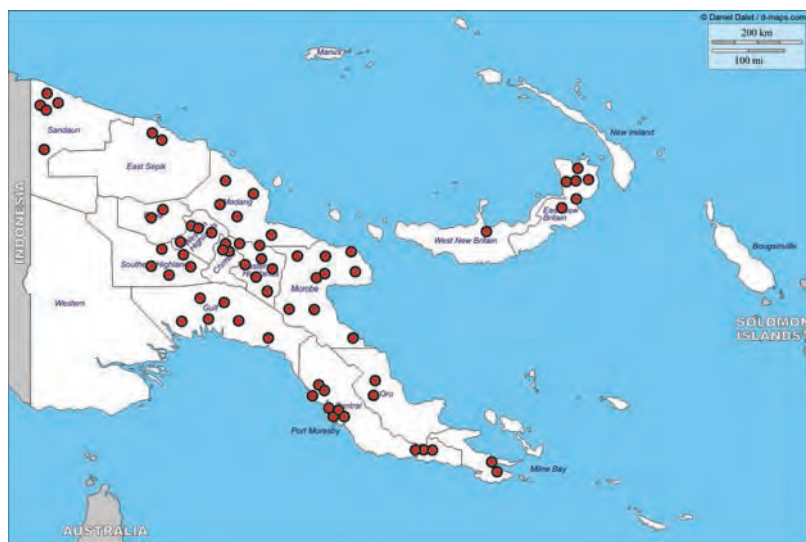 © Daniel Dalet / d-maps.com
200 km
100 mi
Manus
Sandaun
New Ireland
East Sepik
INDONESIA
Madang
East New
Britain
West New Britain
Bougainville
Chimbu
Southern Highlands
Eastern
Highlands
Morobe
Western
Gulf
SOLOMON
ISLANDS
Oro
Central
Port Moresby
Milne Bay
AUSTRALIA